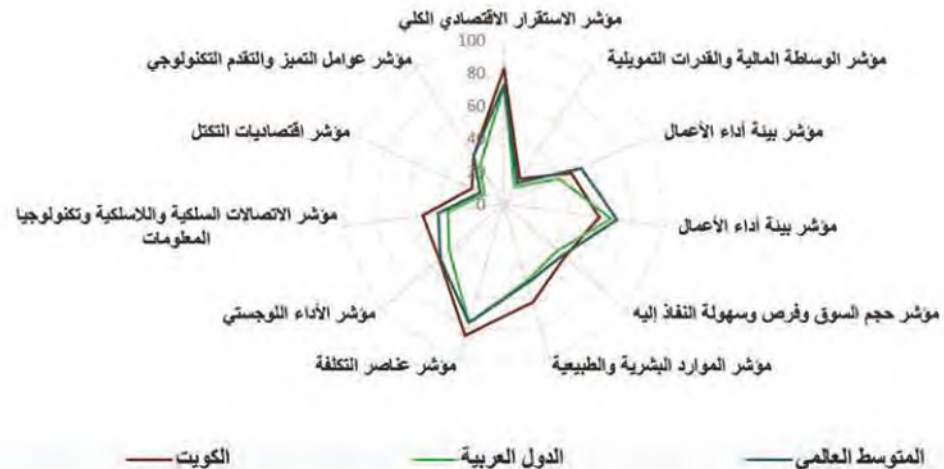 مؤشر الاستقرار الاقتصادي الكلي
مؤشر الوساطة المالية والقدرات التمويلية
مؤشر بيئة أداء الأعمال
مؤشر بيئة أداء الأعمال
مؤشر حجم السوق وفرص وسهولة النفاذ إليه
مؤشر الموارد البشرية والطبيعية
مؤشر عناصر التكلفة
مؤشر الأداء اللوجستي
مؤشر الاتصالات السلكية واللاسلكية وتكنولوجيا
المعلومات
مؤشر اقتصاديات التكتل
مؤشر عوامل التميز والتقدم التكنولوجي
100
80
60
40
20
0
المتوسط العالمي
الدول العربية
الكويت